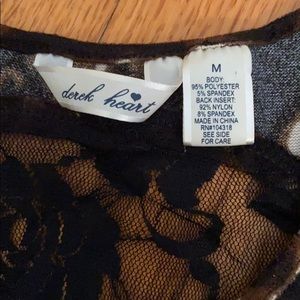 derek heart
M
BODY:
95% POLYESTER
5% SPANDEX
BACK INSERT:
92% NYLON
8% SPANDEX
MADE IN CHINA
RN#104318
SEE SIDE
FOR CARE